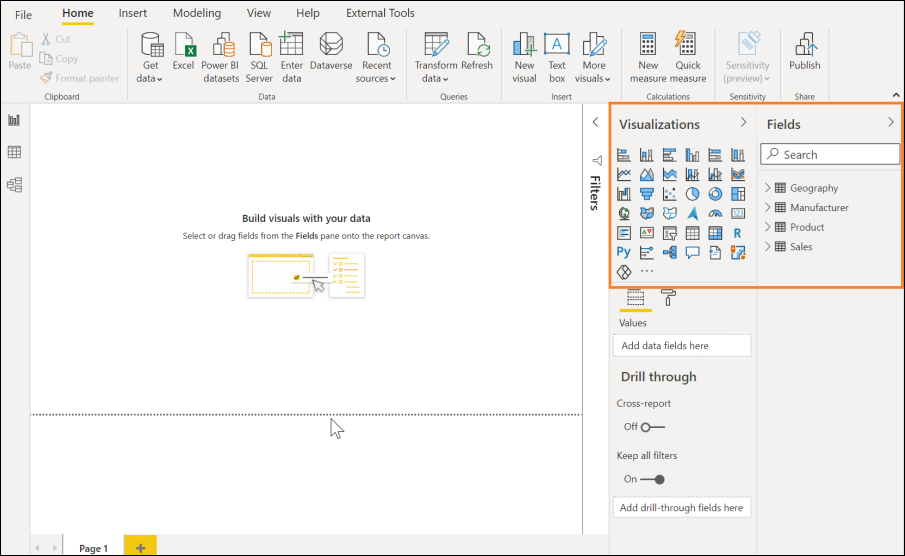 File Home Insert Modeling View Help External Tools
Paste
Cut
Copy
Format painter
Clipboard
Get data
Excel
Power BI datasets
SQL Server
Enter data
Dataverse
Recent sources
Data
Transform data
Refresh
Queries
New visual
Text box
More visuals
Insert
New measure
Quick measure
Calculations
Sensitivity (preview)
Sensitivity
Publish
Share
Build visuals with your data
Select or drag fields from the Fields pane onto the report canvas.
Filters
Visualizations
R
Py
123
...
Values
Add data fields here
Drill through
Cross-report
Off
Keep all filters
On
Add drill-through fields here
Fields
Search
Geography
Manufacturer
Product
Sales
Page 1
+